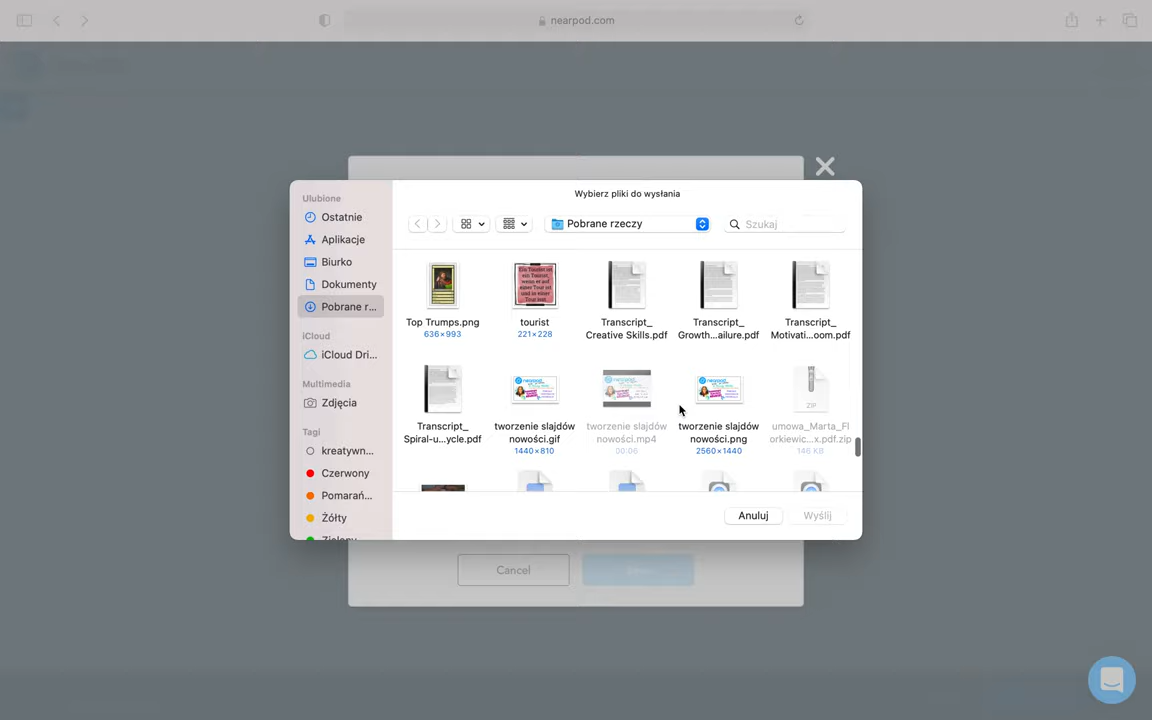 nearpod.com
Wybierz pliki do wysłania
Ulubione
Ostatnie
Aplikacje
Biurko
Dokumenty
Pobrane r...
iCloud
iCloud Dri...
Multimedia
Zdjęcia
Tagi
kreatywn...
Czerwony
Pomarań...
Żółty
Zielony
Pobrane rzeczy
Szukaj
Top Trumps.png
636×993
tourist
221×228
Transcript_
Creative Skills.pdf
Transcript_
Growth...ailure.pdf
Transcript_
Motivati...oom.pdf
Transcript_
Spiral-u...ycle.pdf
tworzenie slajdów
nowości.gif
1440×810
tworzenie slajdów
nowości.mp4
00:06
tworzenie slajdów
nowości.png
2560×1440
ZIP
umowa_Marta_Fl
orkiewic...x.pdf.zip
146 KB
Anuluj
Wyślij
Cancel